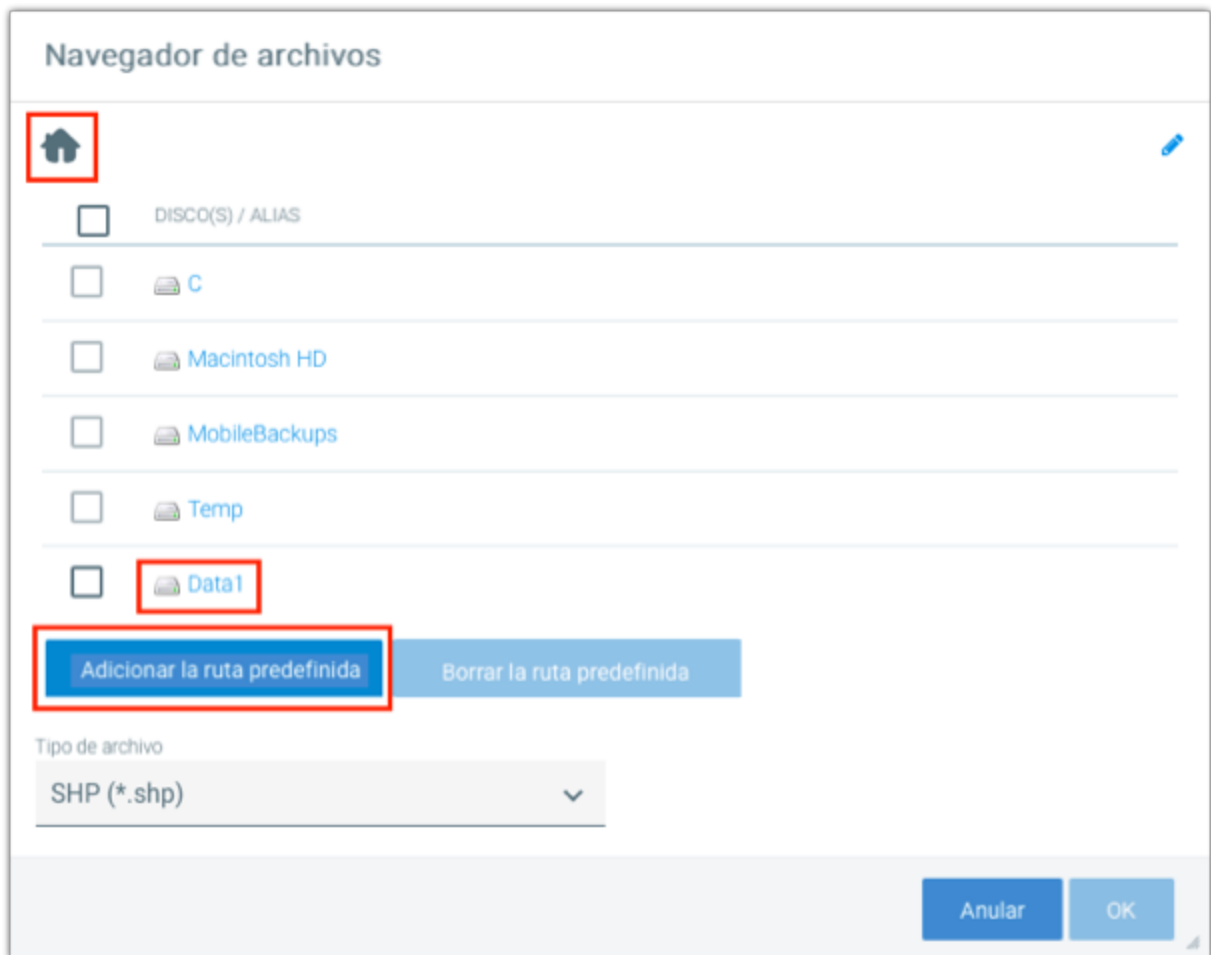 Navegador de archivos
DISCO(S) / ALIAS
C
Macintosh HD
MobileBackups
Temp
Data1
Adicionar la ruta predefinida Borrar la ruta predefinida
Tipo de archivo
SHP (*.shp)
Anular OK